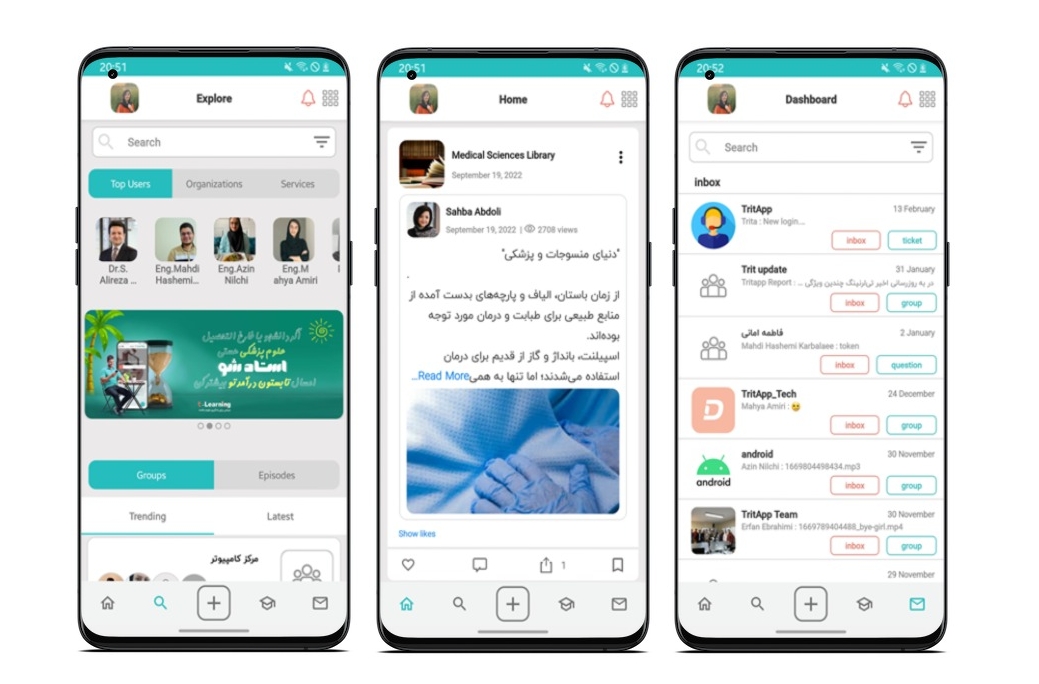 20:51
Explore
Search
Top Users
Organizations
Services
Dr.S.
Alireza ...
Eng.Mahdi
Hashemi...
Eng.Azin
Nilchi
Eng.M
ahya Amiri
اگر دانشجو یا فارغ التحصیل
علوم پزشکی هستی
استاد شو
امسال تابستون درآمدتو بیشتر کن
E-Learning
Groups
Episodes
Trending
Latest
مرکز کامپیوتر
20:51
Home
Medical Sciences Library
September 19, 2022
Sahba Abdoli
September 19, 2022 | 2708 views
"دنیای منسوجات و پزشکی"
.
از زمان باستان، الیاف و پارچه‌های بدست آمده از
منابع طبیعی برای طبابت و درمان مورد توجه
بوده‌اند.
اسپیلنت، بانداژ و گاز از قدیم برای درمان
استفاده می‌شدند؛ اما تنها به همی...Read More
Show likes
1
20:52
Dashboard
Search
inbox
TritApp
13 February
Trita : New login....
inbox
ticket
Trit update
31 January
Tritapp Report : ... در به روزرسانی اخیر تی‌ارنینگ چندین ویژگی
inbox
group
فاطمه امانی
2 January
Mahdi Hashemi Karbalaee : token
inbox
question
TritApp_Tech
24 December
Mahya Amiri : 😄
inbox
group
android
android
30 November
Azin Nilchi : 1669804498434.mp3
inbox
group
TritApp Team
30 November
Erfan Ebrahimi : 1669789404488_bye-girl.mp4
inbox
group
29 November